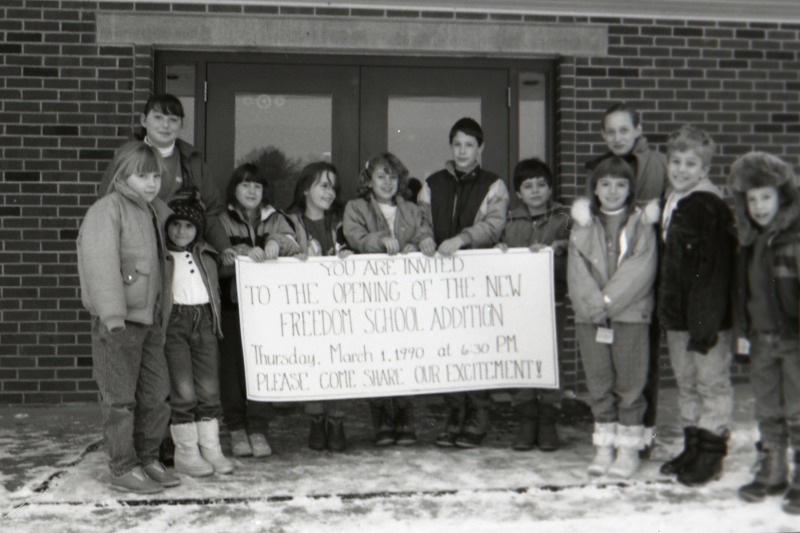 YOU ARE INVITED
TO THE OPENING OF THE NEW
FREEDOM SCHOOL ADDITION
Thursday, March 1, 1990 at 6:30 P.M.
PLEASE COME SHARE OUR EXCITEMENT!